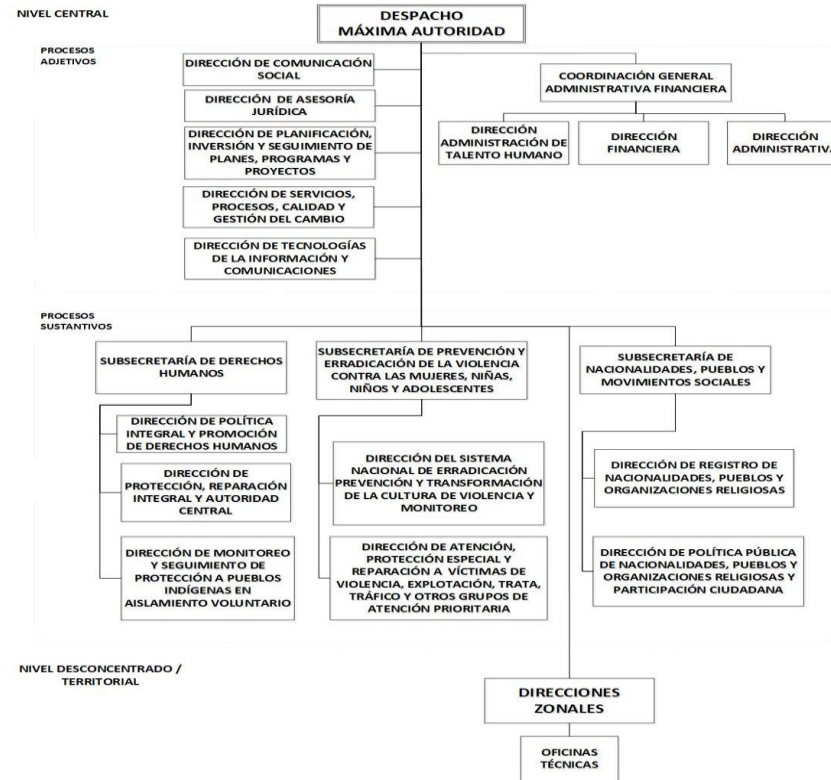 NIVEL CENTRAL
DESPACHO
MÁXIMA AUTORIDAD
PROCESOS
ADJETIVOS
DIRECCIÓN DE COMUNICACIÓN
SOCIAL
DIRECCIÓN DE ASESORÍA
JURÍDICA
DIRECCIÓN DE PLANIFICACIÓN,
INVERSIÓN Y SEGUIMIENTO DE
PLANES, PROGRAMAS Y
PROYECTOS
DIRECCIÓN DE SERVICIOS,
PROCESOS, CALIDAD Y
GESTIÓN DEL CAMBIO
DIRECCIÓN DE TECNOLOGÍAS
DE LA INFORMACIÓN Y
COMUNICACIONES
COORDINACIÓN GENERAL
ADMINISTRATIVA FINANCIERA
DIRECCIÓN
ADMINISTRACIÓN DE
TALENTO HUMANO
DIRECCIÓN
FINANCIERA
DIRECCIÓN
ADMINISTRATIVA
PROCESOS
SUSTANTIVOS
SUBSECRETARÍA DE DERECHOS
HUMANOS
DIRECCIÓN DE POLÍTICA
INTEGRAL Y PROMOCIÓN
DE DERECHOS HUMANOS
DIRECCIÓN DE
PROTECCIÓN, REPARACIÓN
INTEGRAL Y AUTORIDAD
CENTRAL
DIRECCIÓN DE MONITOREO
Y SEGUIMIENTO DE
PROTECCIÓN A PUEBLOS
INDÍGENAS EN
AISLAMIENTO VOLUNTARIO
SUBSECRETARÍA DE PREVENCIÓN Y
ERRADICACIÓN DE LA VIOLENCIA
CONTRA LAS MUJERES, NIÑAS,
NIÑOS Y ADOLESCENTES
DIRECCIÓN DEL SISTEMA
NACIONAL DE ERRADICACIÓN
PREVENCIÓN Y TRANSFORMACIÓN
DE LA CULTURA DE VIOLENCIA Y
MONITOREO
DIRECCIÓN DE ATENCIÓN,
PROTECCIÓN ESPECIAL Y
REPARACIÓN A VÍCTIMAS DE
VIOLENCIA, EXPLOTACIÓN, TRATA,
TRÁFICO Y OTROS GRUPOS DE
ATENCIÓN PRIORITARIA
SUBSECRETARÍA DE
NACIONALIDADES, PUEBLOS Y
MOVIMIENTOS SOCIALES
DIRECCIÓN DE REGISTRO DE
NACIONALIDADES, PUEBLOS Y
ORGANIZACIONES RELIGIOSAS
DIRECCIÓN DE POLÍTICA PÚBLICA
DE NACIONALIDADES, PUEBLOS Y
ORGANIZACIONES RELIGIOSAS Y
PARTICIPACIÓN CIUDADANA
NIVEL DESCONCENTRADO /
TERRITORIAL
DIRECCIONES
ZONALES
OFICINAS
TÉCNICAS